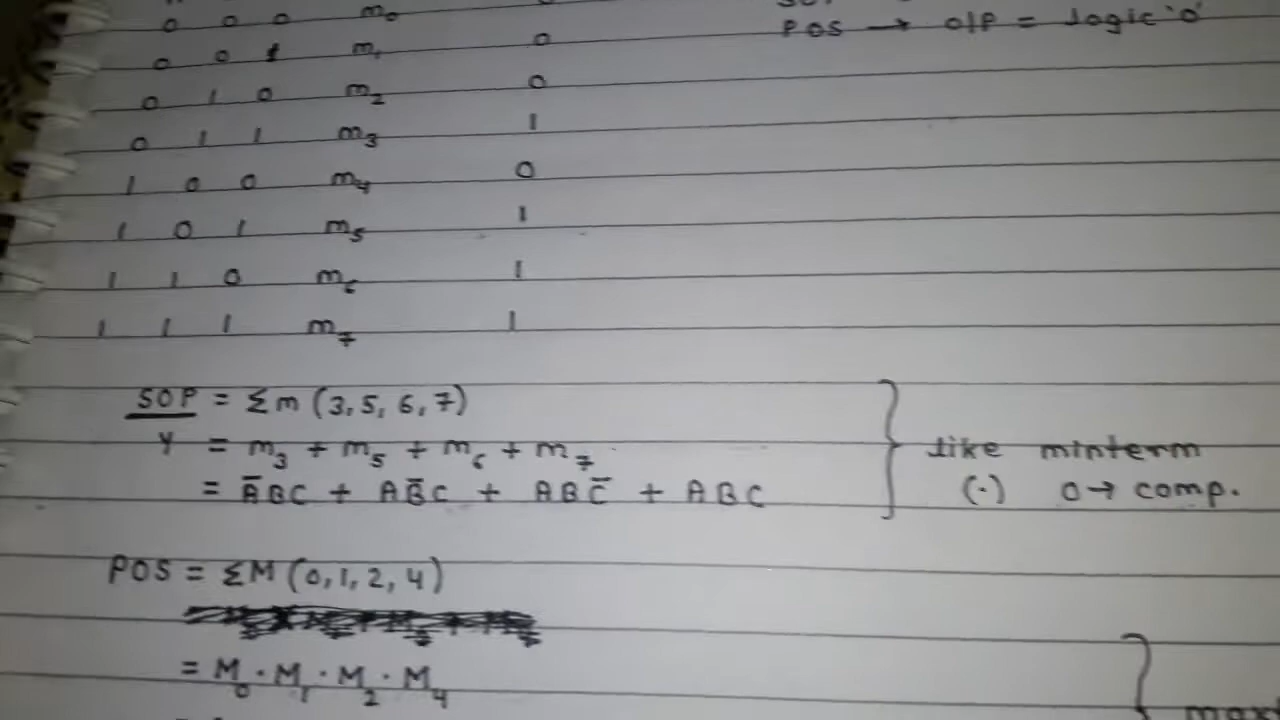 POS → O/P = logic '0'
0 0 0 m₀
0 0 1 m₁ 0
0 1 0 m₂ 0
0 1 1 m₃ 1
1 0 0 m₄ 0
1 0 1 m₅ 1
1 1 0 m₆ 1
1 1 1 m₇ 1
SOP = Σm (3, 5, 6, 7)
Y = m₃ + m₅ + m₆ + m₇
= A̅BC + AB̅C + ABC̅ + ABC
like minterm
(·) 0→ comp.
POS = ΣM (0, 1, 2, 4)
= M₀ · M₁ · M₂ · M₄